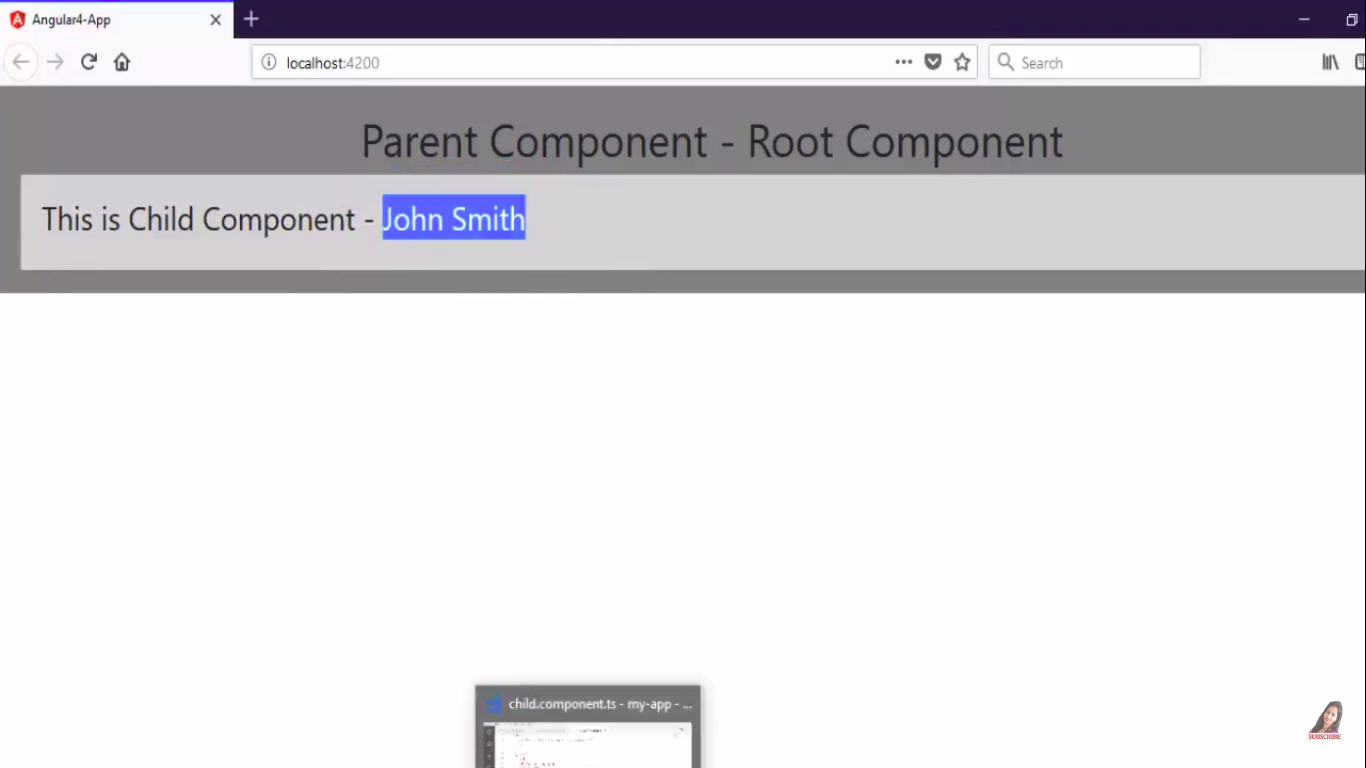 Angular4-App
localhost:4200
Search
Parent Component - Root Component
This is Child Component - John Smith
child.component.ts - my-app - ...
SUBSCRIBE